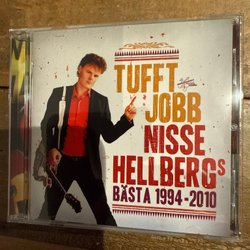 TUFFT
JOBB
NISSE
HELLBERGS
BÄSTA 1994-2010